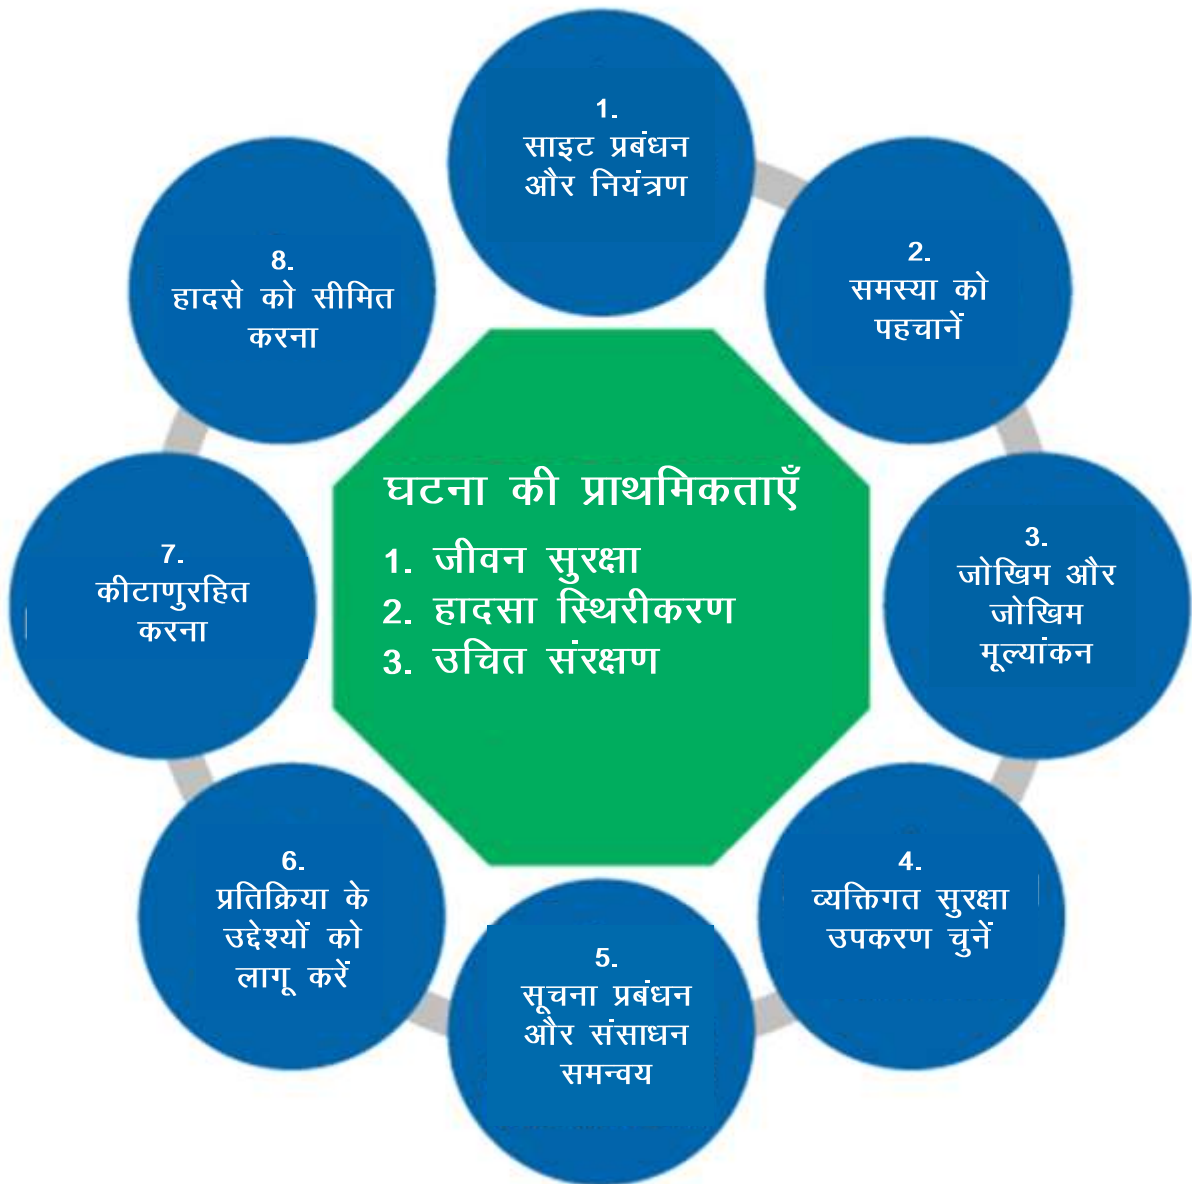 1.
साइट प्रबंधन
और नियंत्रण
2.
समस्या को
पहचानें
3.
जोखिम और
जोखिम
मूल्यांकन
4.
व्यक्तिगत सुरक्षा
उपकरण चुनें
5.
सूचना प्रबंधन
और संसाधन
समन्वय
6.
प्रतिक्रिया के
उद्देश्यों को
लागू करें
7.
कीटाणुरहित
करना
8.
हादसे को सीमित
करना
घटना की प्राथमिकताएँ
1. जीवन सुरक्षा
2. हादसा स्थिरीकरण
3. उचित संरक्षण